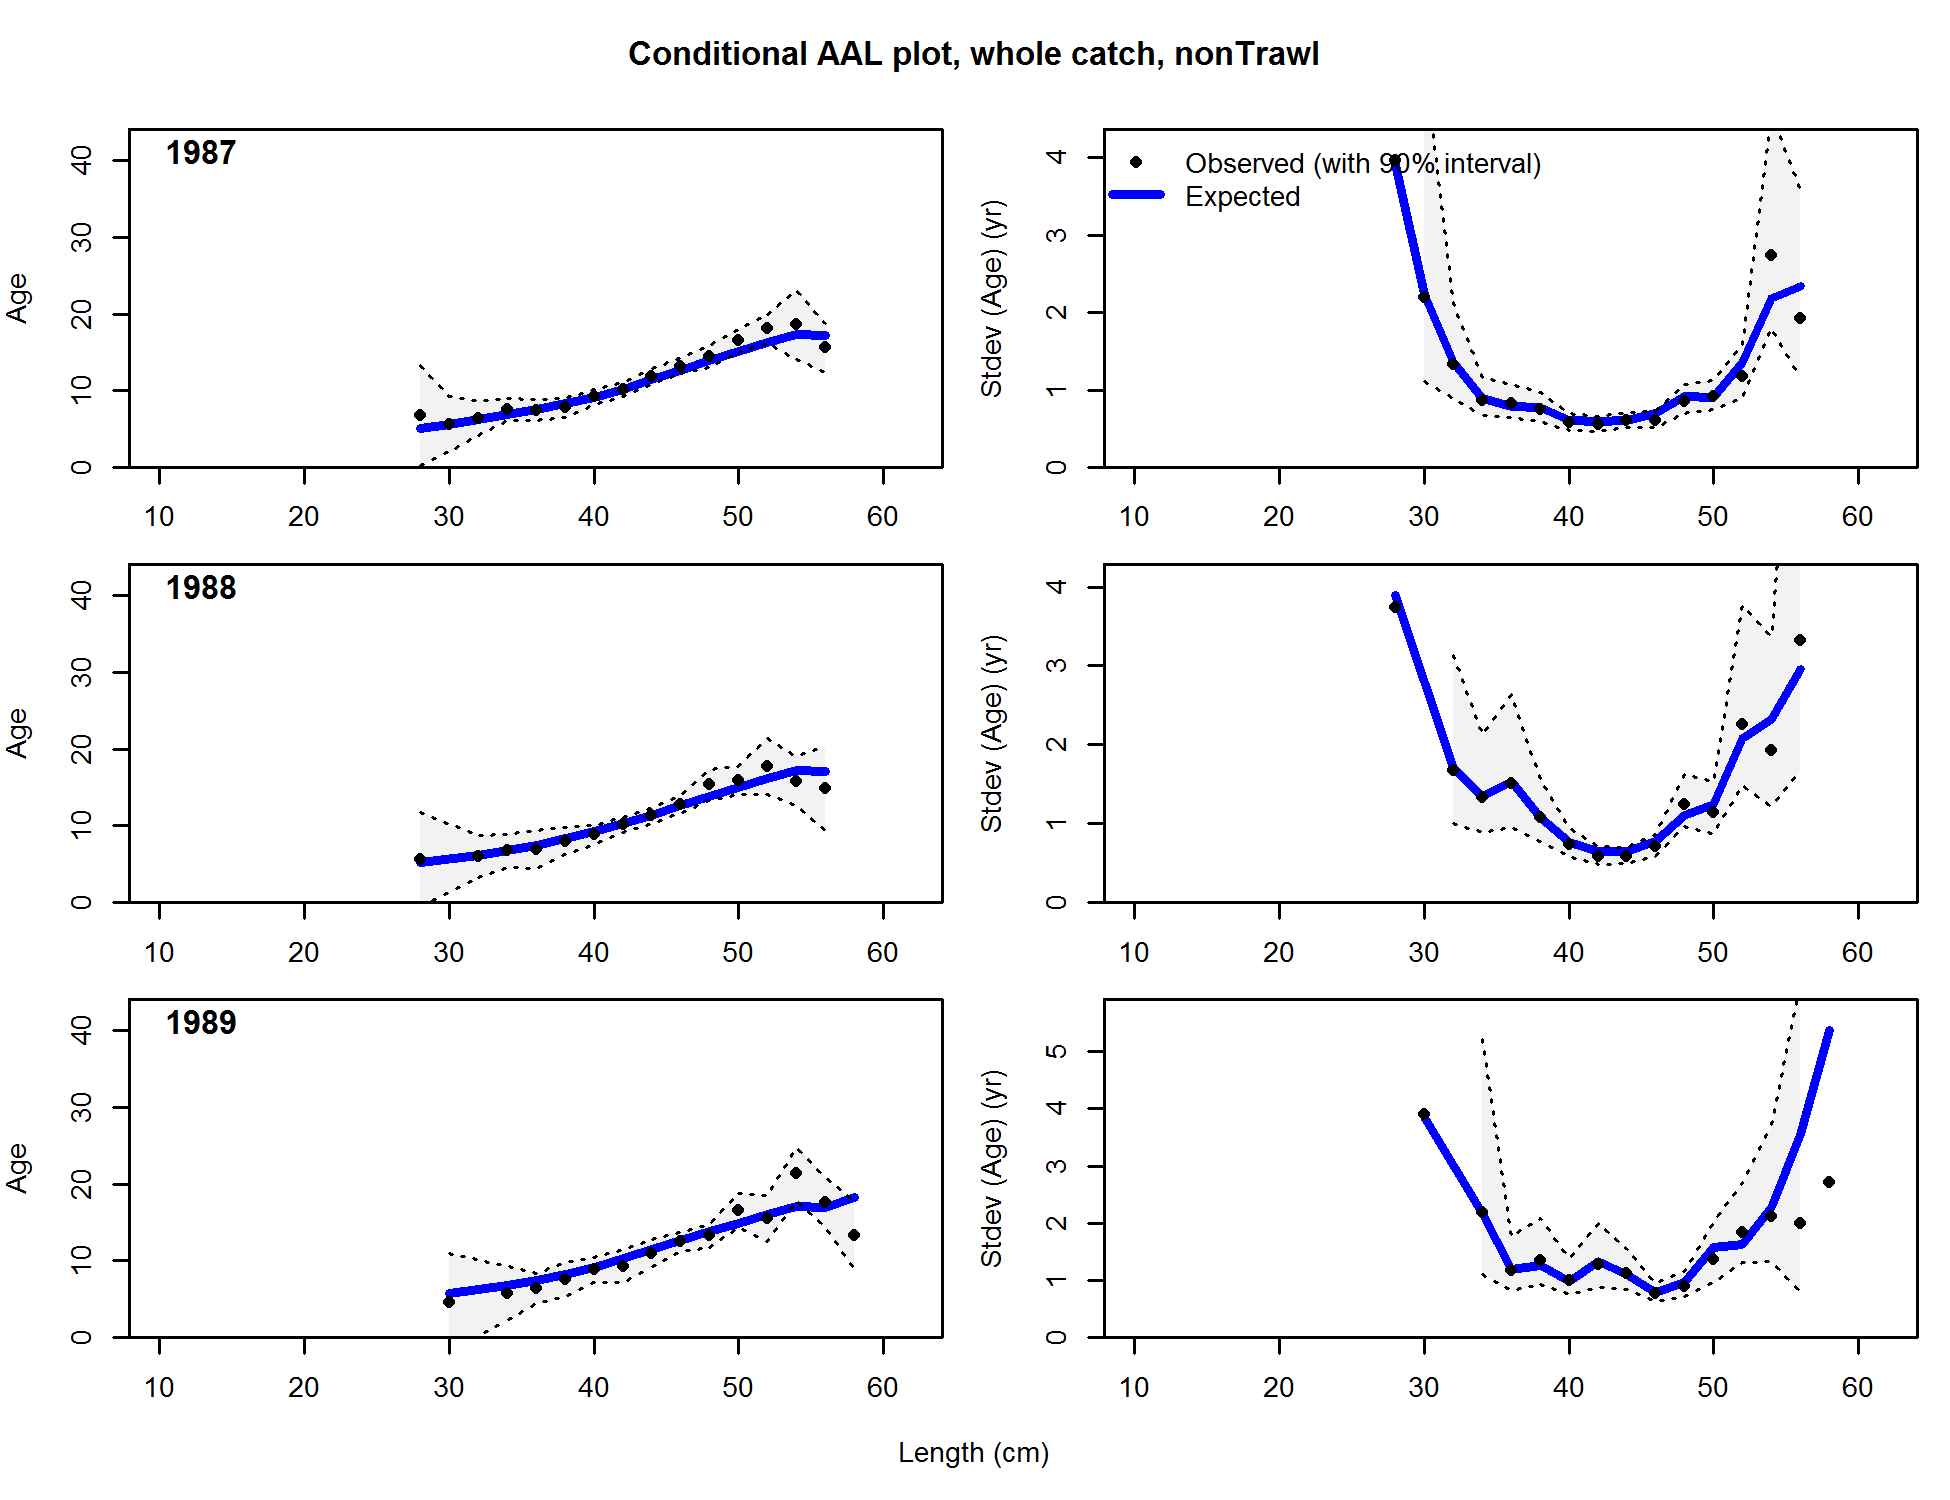 Conditional AAL plot, whole catch, nonTrawl
1987
Age
0 10 20 30 40
10 20 30 40 50 60
Observed (with 90% interval)
Expected
Stdev (Age) (yr)
0 1 2 3 4
10 20 30 40 50 60
1988
Age
0 10 20 30 40
10 20 30 40 50 60
Stdev (Age) (yr)
0 1 2 3 4
10 20 30 40 50 60
1989
Age
0 10 20 30 40
10 20 30 40 50 60
Stdev (Age) (yr)
0 1 2 3 4 5
10 20 30 40 50 60
Length (cm)